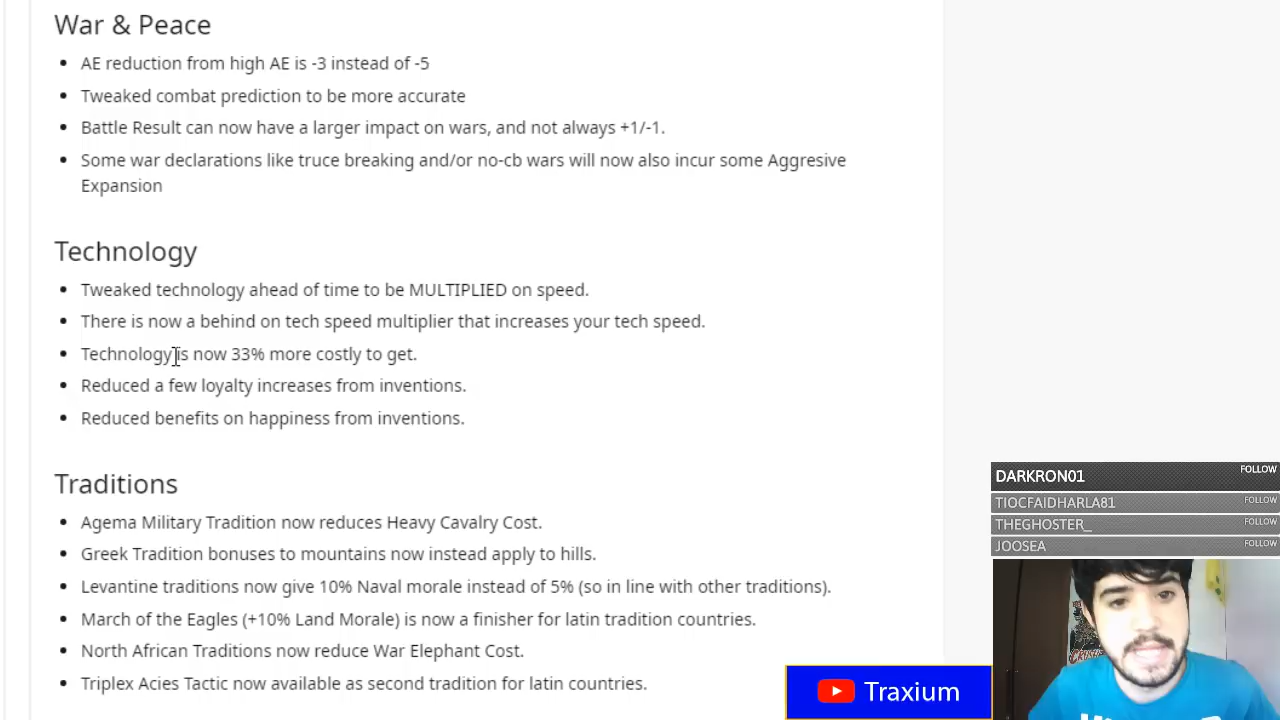 War & Peace
AE reduction from high AE is -3 instead of -5
Tweaked combat prediction to be more accurate
Battle Result can now have a larger impact on wars, and not always +1/-1.
Some war declarations like truce breaking and/or no-cb wars will now also incur some Aggresive
Expansion
Technology
Tweaked technology ahead of time to be MULTIPLIED on speed.
There is now a behind on tech speed multiplier that increases your tech speed.
Technology is now 33% more costly to get.
Reduced a few loyalty increases from inventions.
Reduced benefits on happiness from inventions.
Traditions
Agema Military Tradition now reduces Heavy Cavalry Cost.
Greek Tradition bonuses to mountains now instead apply to hills.
Levantine traditions now give 10% Naval morale instead of 5% (so in line with other traditions).
March of the Eagles (+10% Land Morale) is now a finisher for latin tradition countries.
North African Traditions now reduce War Elephant Cost.
Triplex Acies Tactic now available as second tradition for latin countries.
DARKRON01 FOLLOW
TIOCFAIDHARLA81 FOLLOW
THEGHOSTER_ FOLLOW
JOOSEA FOLLOW
Traxium